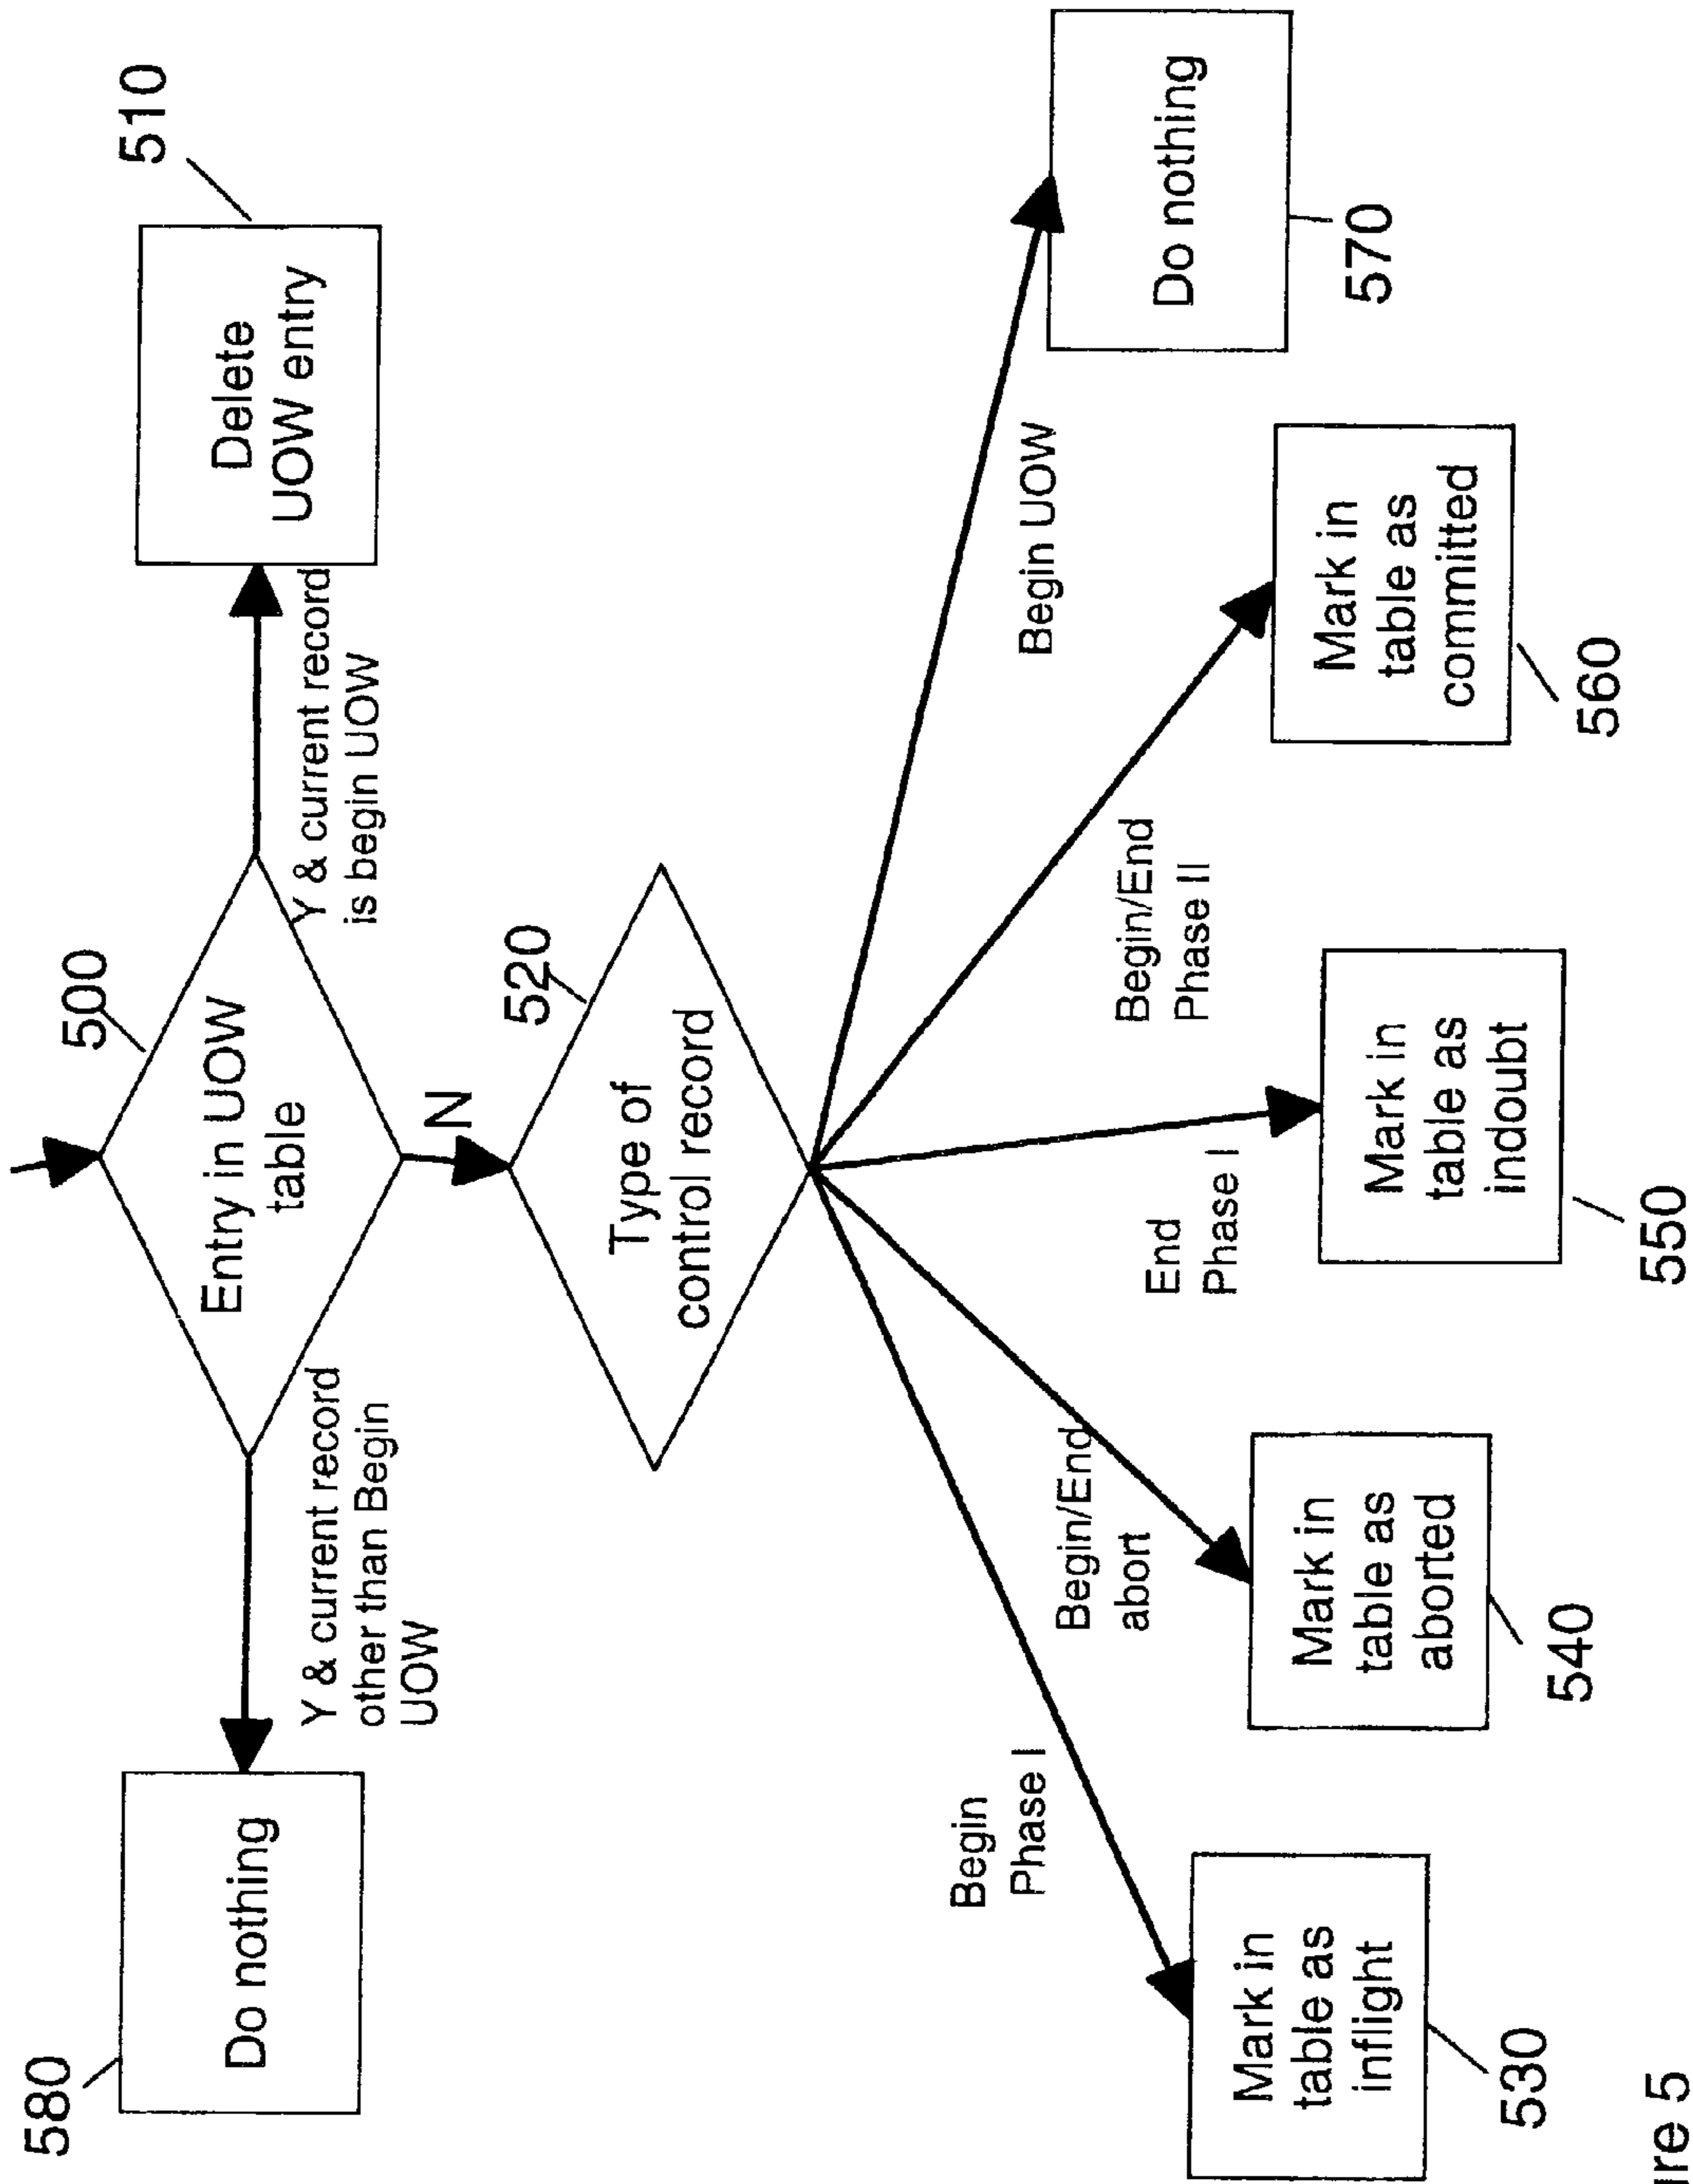 580
Do nothing
Y & current record
other than Begin
UOW
500
Entry in UOW
table
Y & current record
is begin UOW
510
Delete
UOW entry
N
520
Type of
control record
Begin
Phase I
Begin/End
abort
End
Phase I
Begin/End
Phase II
Begin UOW
Mark in
table as
inflight
530
Mark in
table as
aborted
540
Mark in
table as
indoubt
550
Mark in
table as
committed
560
Do nothing
570
ure 5